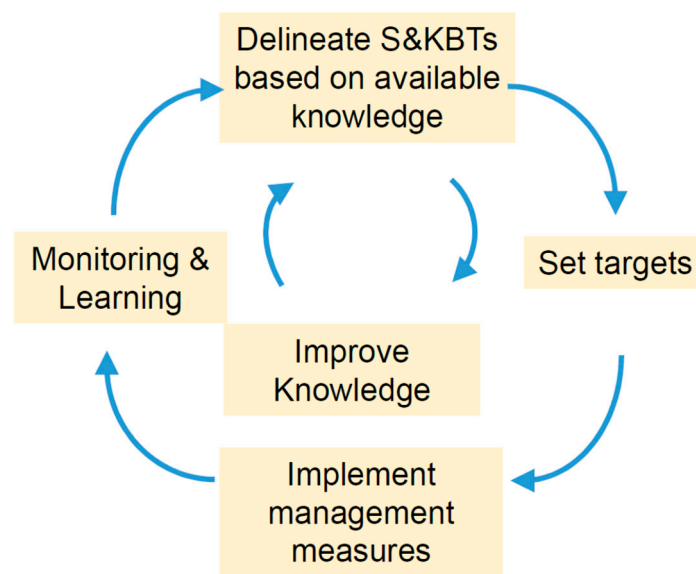 Delineate S&KBTs
based on available
knowledge
Monitoring &
Learning
Set targets
Improve
Knowledge
Implement
management
measures